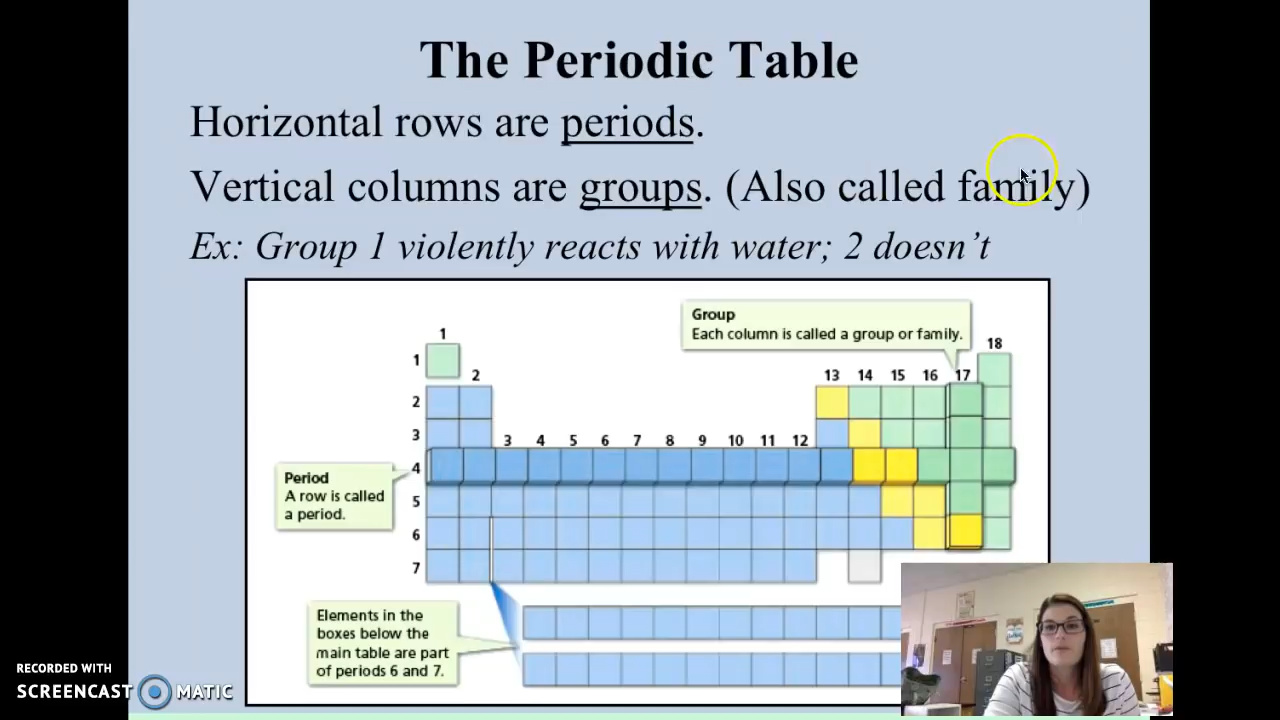 The Periodic Table
Horizontal rows are periods.
Vertical columns are groups. (Also called family)
Ex: Group 1 violently reacts with water; 2 doesn’t
Group
Each column is called a group or family.
1
18
1
2
13 14 15 16 17
2
3
3 4 5 6 7 8 9 10 11 12
Period
A row is called
a period.
4
5
6
7
Elements in the
boxes below the
main table are part
of periods 6 and 7.
RECORDED WITH
SCREENCAST MATIC